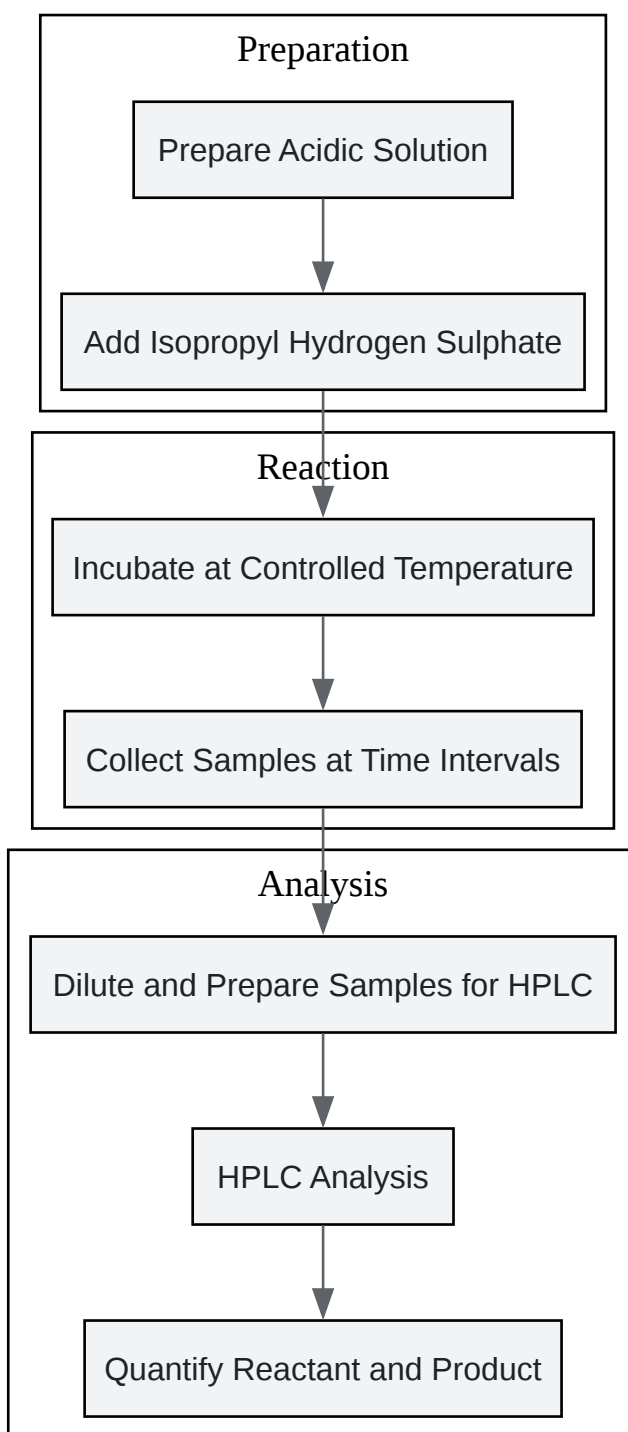 Preparation
Prepare Acidic Solution
Add Isopropyl Hydrogen Sulphate
Reaction
Incubate at Controlled Temperature
Collect Samples at Time Intervals
Analysis
Dilute and Prepare Samples for HPLC
HPLC Analysis
Quantify Reactant and Product